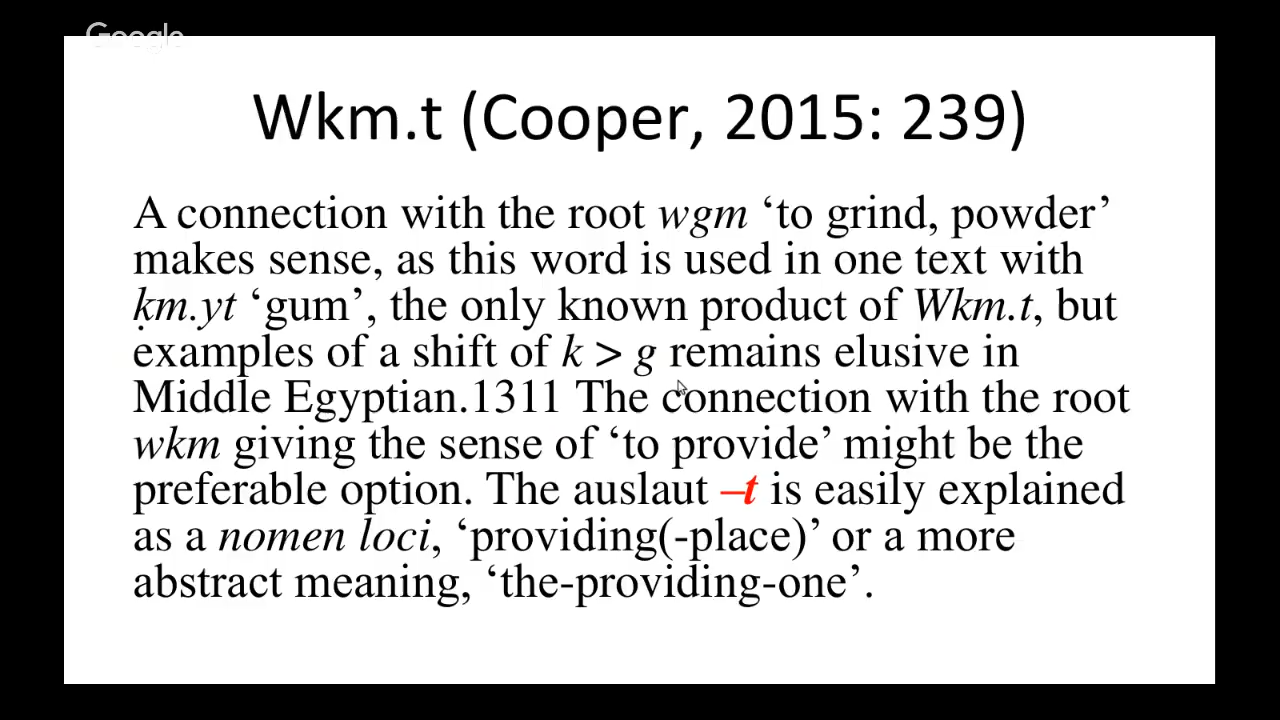 Google
Wkm.t (Cooper, 2015: 239)
A connection with the root wgm ‘to grind, powder’
makes sense, as this word is used in one text with
ḳm.yt ‘gum’, the only known product of Wkm.t, but
examples of a shift of k > g remains elusive in
Middle Egyptian.1311 The connection with the root
wkm giving the sense of ‘to provide’ might be the
preferable option. The auslaut –t is easily explained
as a nomen loci, ‘providing(-place)’ or a more
abstract meaning, ‘the-providing-one’.